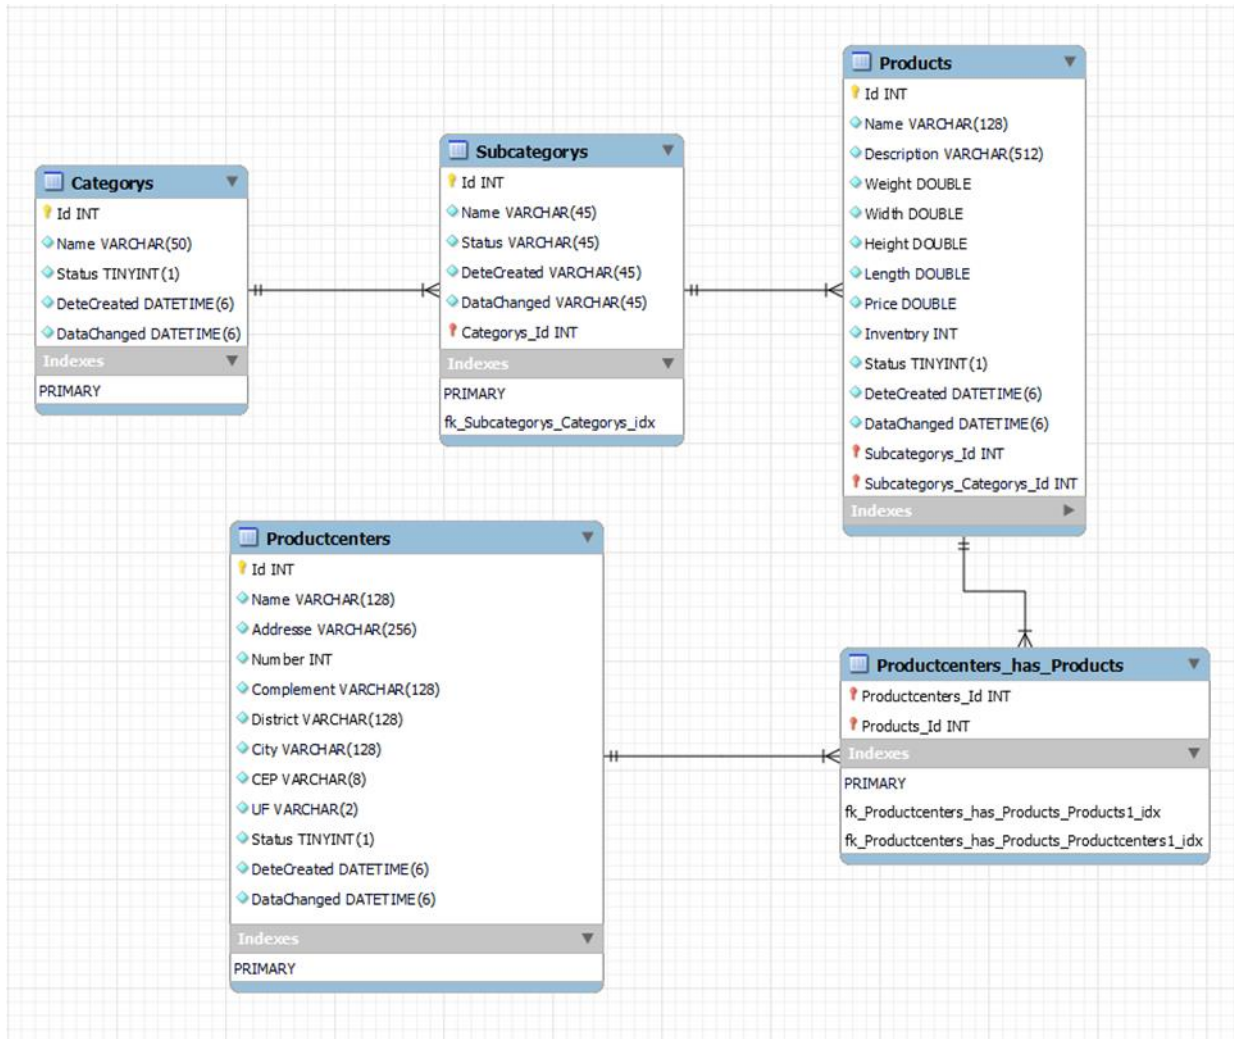 Categorys
Id INT
Name VARCHAR(50)
Status TINYINT(1)
DeteCreated DATETIME(6)
DataChanged DATETIME(6)
Indexes
PRIMARY
Subcategorys
Id INT
Name VARCHAR(45)
Status VARCHAR(45)
DeteCreated VARCHAR(45)
DataChanged VARCHAR(45)
Categorys_Id INT
Indexes
PRIMARY
fk_Subcategorys_Categorys_idx
Products
Id INT
Name VARCHAR(128)
Description VARCHAR(512)
Weight DOUBLE
Width DOUBLE
Height DOUBLE
Length DOUBLE
Price DOUBLE
Inventory INT
Status TINYINT(1)
DeteCreated DATETIME(6)
DataChanged DATETIME(6)
Subcategorys_Id INT
Subcategorys_Categorys_Id INT
Indexes
Productcenters
Id INT
Name VARCHAR(128)
Addresse VARCHAR(256)
Number INT
Complement VARCHAR(128)
District VARCHAR(128)
City VARCHAR(128)
CEP VARCHAR(8)
UF VARCHAR(2)
Status TINYINT(1)
DeteCreated DATETIME(6)
DataChanged DATETIME(6)
Indexes
PRIMARY
Productcenters_has_Products
Productcenters_Id INT
Products_Id INT
Indexes
PRIMARY
fk_Productcenters_has_Products_Products1_idx
fk_Productcenters_has_Products_Productcenters1_idx